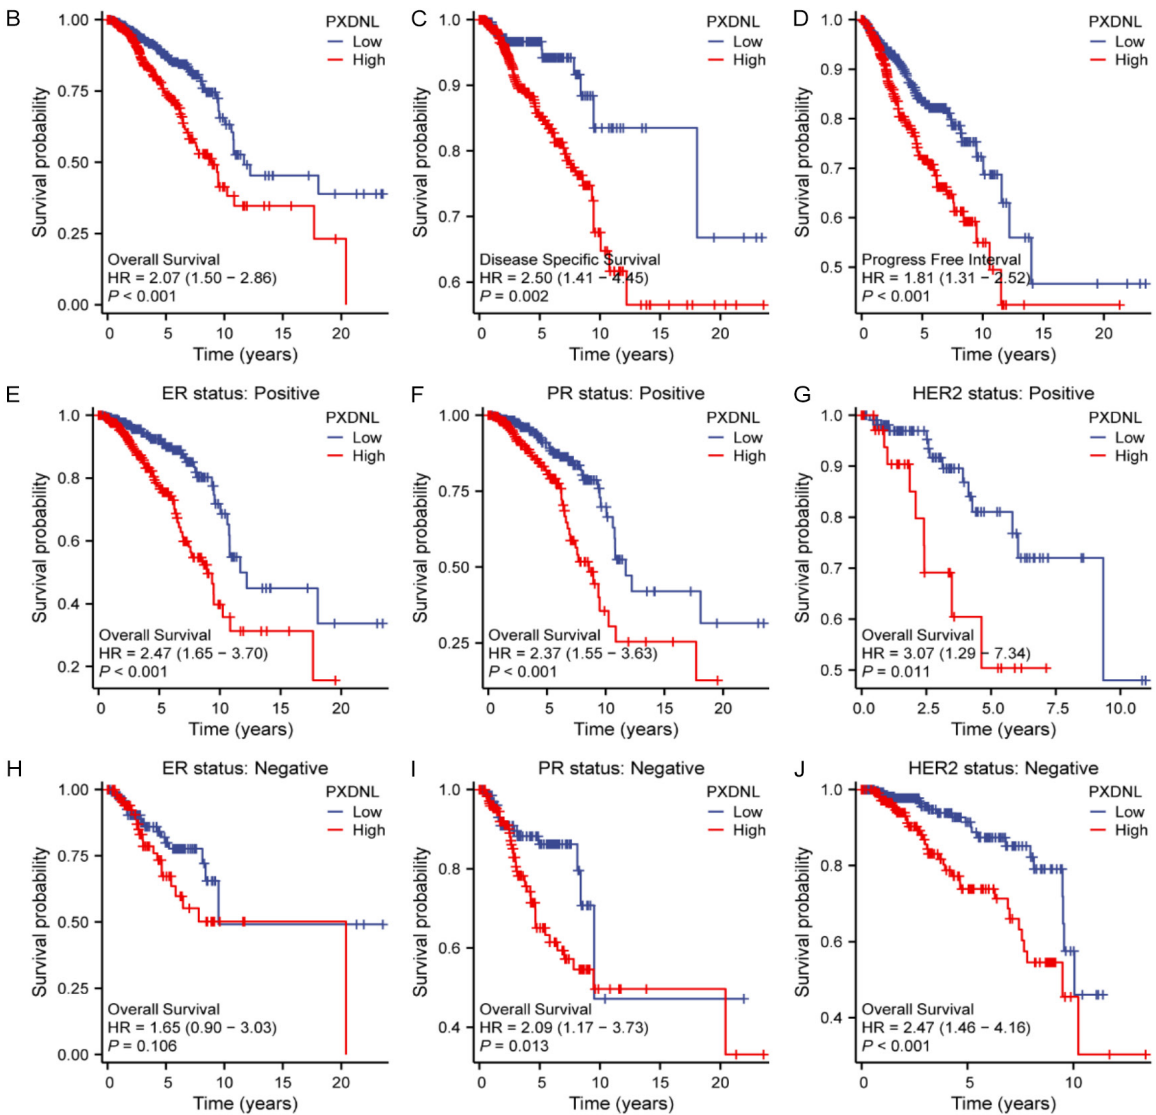 B
PXDNL
Low
High
1.00
0.75
0.50
0.25
0.00
Survival probability
Overall Survival
HR = 2.07 (1.50 − 2.86)
P < 0.001
0 5 10 15 20
Time (years)
C
PXDNL
Low
High
1.0
0.9
0.8
0.7
0.6
Survival probability
Disease Specific Survival
HR = 2.50 (1.41 − 4.45)
P = 0.002
0 5 10 15 20
Time (years)
D
PXDNL
Low
High
1.0
0.9
0.8
0.7
0.6
0.5
Survival probability
Progress Free Interval
HR = 1.81 (1.31 − 2.52)
P < 0.001
0 5 10 15 20
Time (years)
E
ER status: Positive
PXDNL
Low
High
1.0
0.8
0.6
0.4
0.2
Survival probability
Overall Survival
HR = 2.47 (1.65 − 3.70)
P < 0.001
0 5 10 15 20
Time (years)
F
PR status: Positive
PXDNL
Low
High
1.00
0.75
0.50
0.25
Survival probability
Overall Survival
HR = 2.37 (1.55 − 3.63)
P < 0.001
0 5 10 15 20
Time (years)
G
HER2 status: Positive
PXDNL
Low
High
1.0
0.9
0.8
0.7
0.6
0.5
Survival probability
Overall Survival
HR = 3.07 (1.29 − 7.34)
P = 0.011
0.0 2.5 5.0 7.5 10.0
Time (years)
H
ER status: Negative
PXDNL
Low
High
1.00
0.75
0.50
0.25
0.00
Survival probability
Overall Survival
HR = 1.65 (0.90 − 3.03)
P = 0.106
0 5 10 15 20
Time (years)
I
PR status: Negative
PXDNL
Low
High
1.0
0.8
0.6
0.4
Survival probability
Overall Survival
HR = 2.09 (1.17 − 3.73)
P = 0.013
0 5 10 15 20
Time (years)
J
HER2 status: Negative
PXDNL
Low
High
1.0
0.8
0.6
0.4
Survival probability
Overall Survival
HR = 2.47 (1.46 − 4.16)
P < 0.001
0 5 10
Time (years)